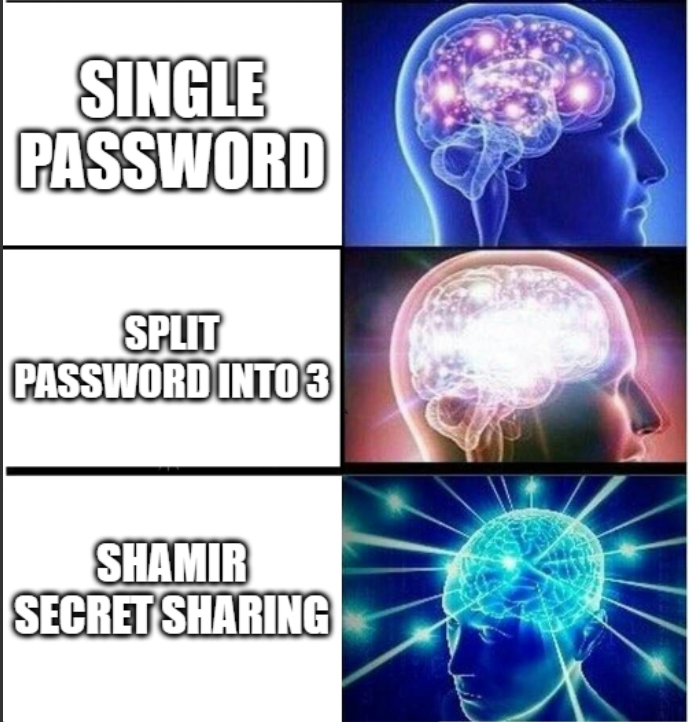 SINGLE
PASSWORD
SPLIT
PASSWORD INTO 3
SHAMIR
SECRET SHARING